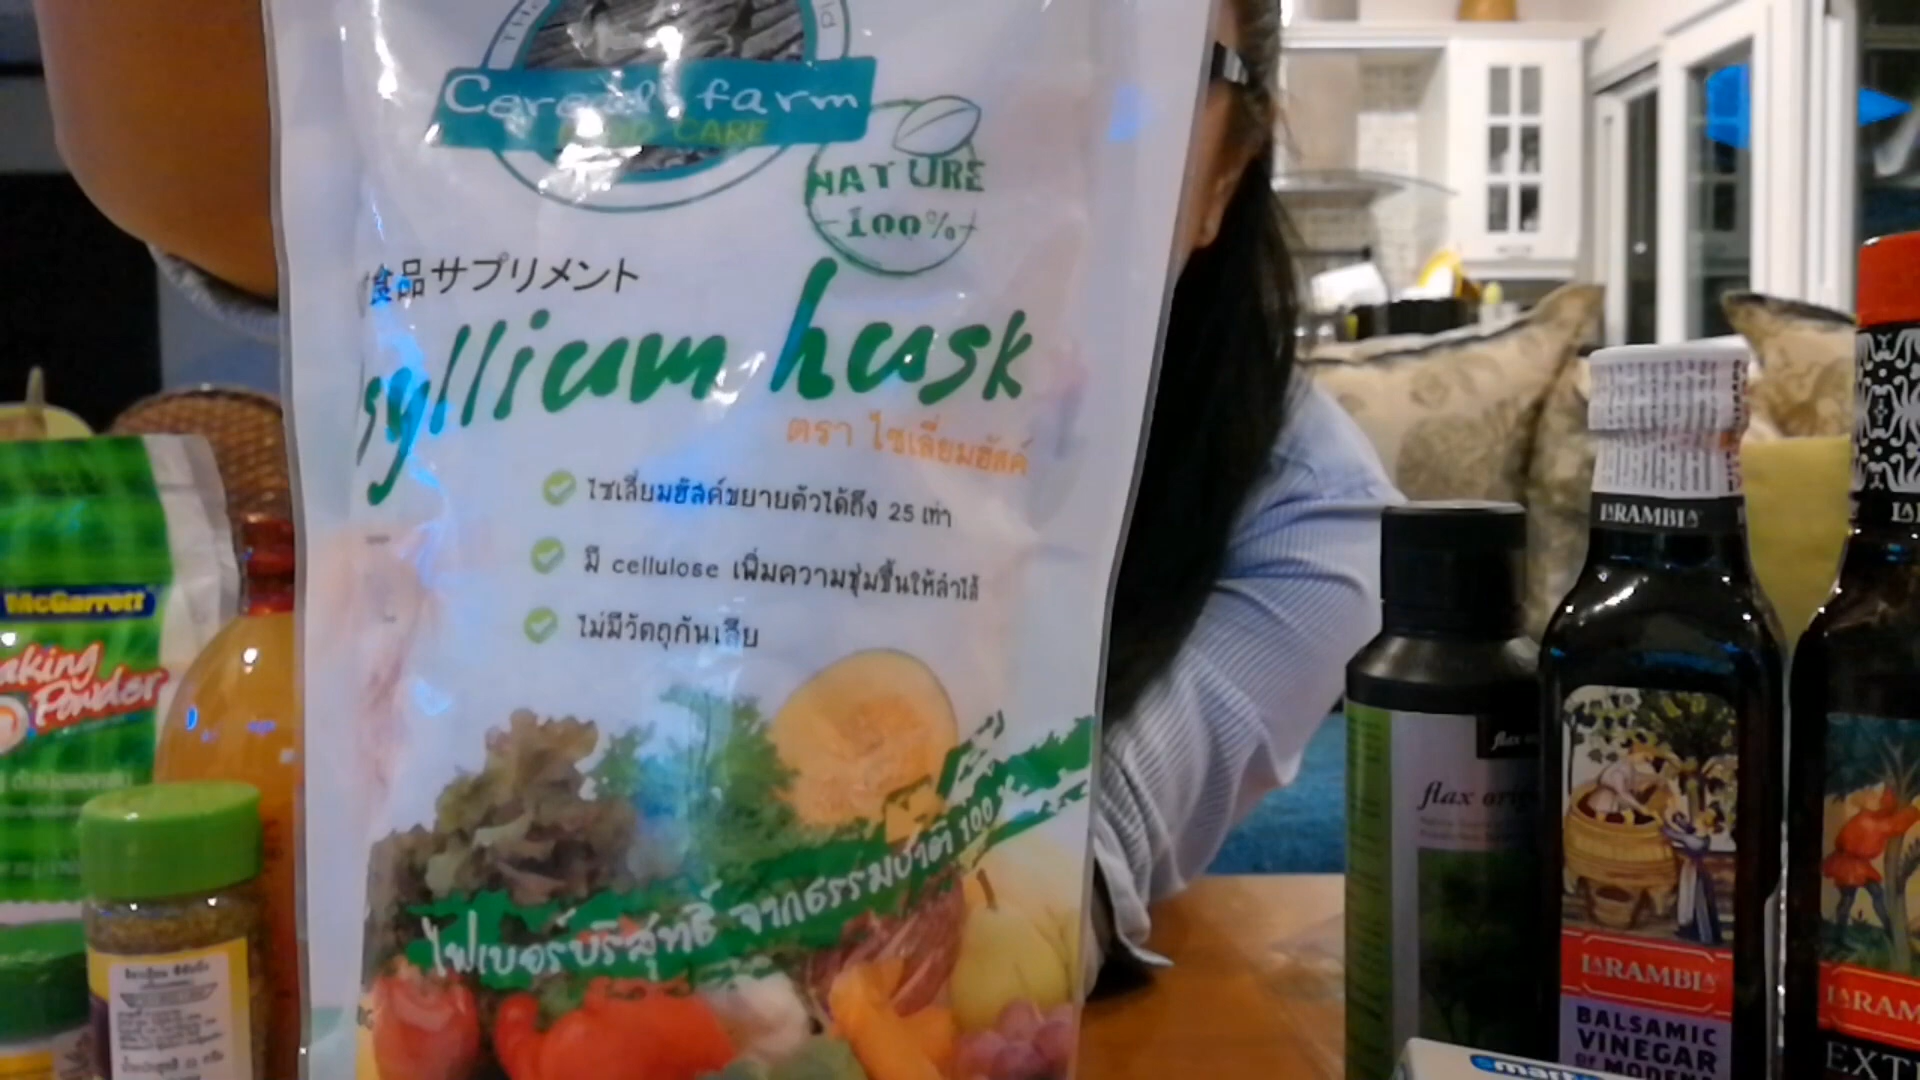 Cereal farm
FOOD CARE
NATURE
100%
食品サプリメント
syllium husk
ตรา ไซเลี่ยมฮัสค์
ไซเลี่ยมฮัสค์ขยายตัวได้ถึง 25 เท่า
มี cellulose เพิ่มความชุ่มชื้นให้ลำไส้
ไม่มีวัตถุกันเสีย
ไฟเบอร์บริสุทธิ์ จากธรรมชาติ 100
McGarrett
aking
Powder
flax
LARAMBLA
LARAMBLA
BALSAMIC
VINEGAR
OF MODENA
LARAM
EXT
smart